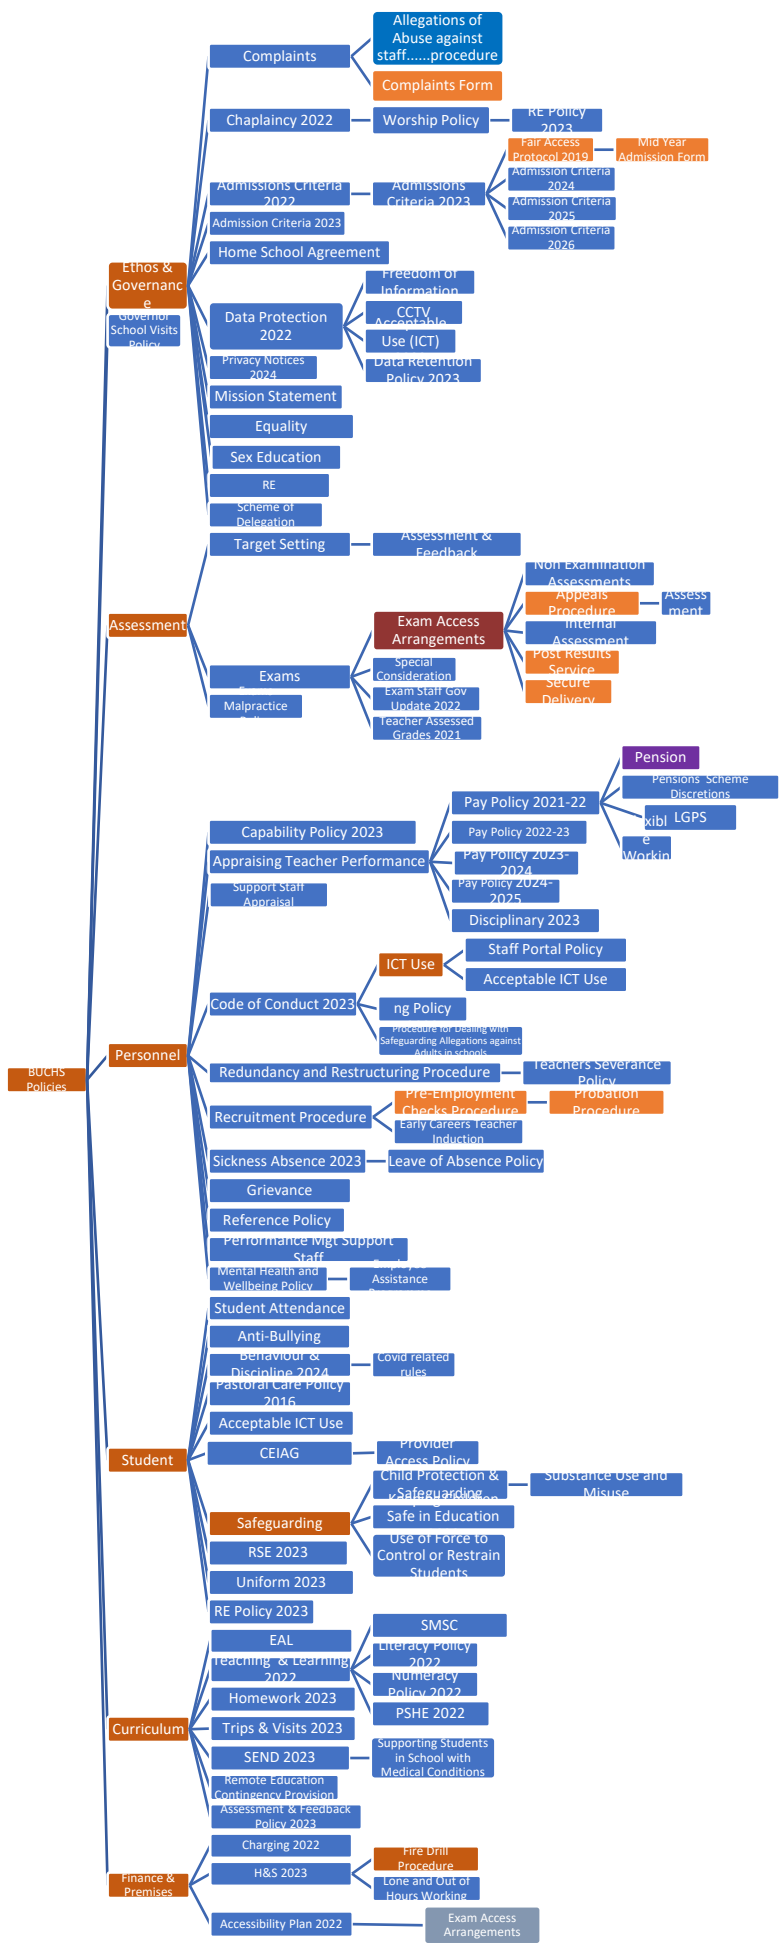 Allegations of
Abuse against
staff......procedure
Complaints
Complaints Form
Chaplaincy 2022
Worship Policy
RE Policy
2023
Fair Access
Protocol 2019
Mid Year
Admission Form
Admissions Criteria
2022
Admissions
Criteria 2023
Admission Criteria
2024
Admission Criteria
2025
Admission Criteria
2026
Admission Criteria 2023
Home School Agreement
Ethos &
Governanc
e
Governor
School Visits
Policy
Freedom of
Information
Data Protection
2022
CCTV
Acceptable
Use (ICT)
Data Retention
Policy 2023
Privacy Notices
2024
Mission Statement
Equality
Sex Education
RE
Scheme of
Delegation
Target Setting
Assessment &
Feedback
Assessment
Non Examination
Assessments
Appeals
Procedure
Assess
ment
Exam Access
Arrangements
Internal
Assessment
Post Results
Service
Secure
Delivery
Exams
Special
Consideration
Exam Staff Gov
Update 2022
Teacher Assessed
Grades 2021
Malpractice
Pension
Pensions Scheme
Discretions
Pay Policy 2021-22
LGPS
xibl
e
Workin
Capability Policy 2023
Pay Policy 2022-23
Appraising Teacher Performance
Pay Policy 2023-
2024
Support Staff
Appraisal
Pay Policy 2024-
2025
Disciplinary 2023
ICT Use
Staff Portal Policy
Acceptable ICT Use
Code of Conduct 2023
ng Policy
Procedure for Dealing with
Safeguarding Allegations against
Adults in schools
Personnel
BUCHS
Policies
Redundancy and Restructuring Procedure
Teachers Severance
Policy
Recruitment Procedure
Pre-Employment
Checks Procedure
Probation
Procedure
Early Careers Teacher
Induction
Sickness Absence 2023
Leave of Absence Policy
Grievance
Reference Policy
Performance Mgt Support
Staff
Mental Health and
Wellbeing Policy
Employee
Assistance
Student Attendance
Anti-Bullying
Behaviour &
Discipline 2024
Covid related
rules
Pastoral Care Policy
2016
Acceptable ICT Use
Student
CEIAG
Provider
Access Policy
Child Protection &
Safeguarding
Substance Use and
Misuse
Safeguarding
Keeping Children
Safe in Education
Use of Force to
Control or Restrain
Students
RSE 2023
Uniform 2023
RE Policy 2023
EAL
Teaching & Learning
2022
SMSC
Literacy Policy
2022
Numeracy
Policy 2022
PSHE 2022
Homework 2023
Curriculum
Trips & Visits 2023
SEND 2023
Supporting Students
in School with
Medical Conditions
Remote Education
Contingency Provision
Assessment & Feedback
Policy 2023
Finance &
Premises
Charging 2022
H&S 2023
Fire Drill
Procedure
Lone and Out of
Hours Working
Accessibility Plan 2022
Exam Access
Arrangements